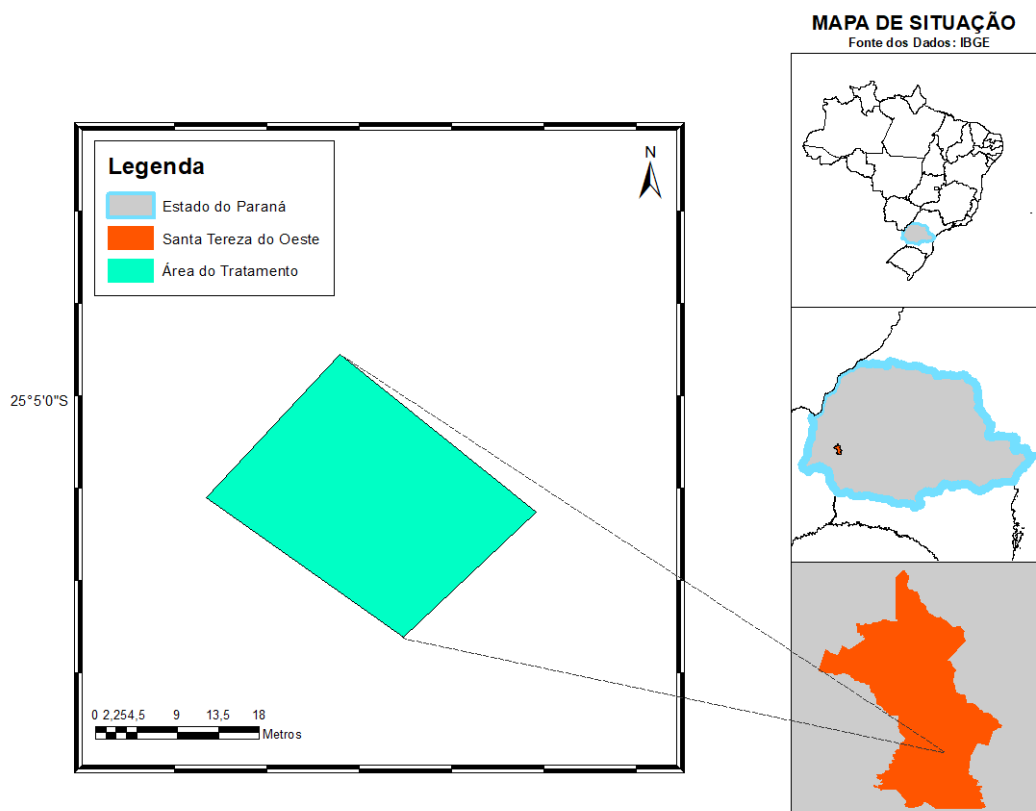 MAPA DE SITUAÇÃO
Fonte dos Dados: IBGE
Legenda
Estado do Paraná
Santa Tereza do Oeste
Área do Tratamento
N
25°5'0"S
0 2,254,5 9 13,5 18
Metros